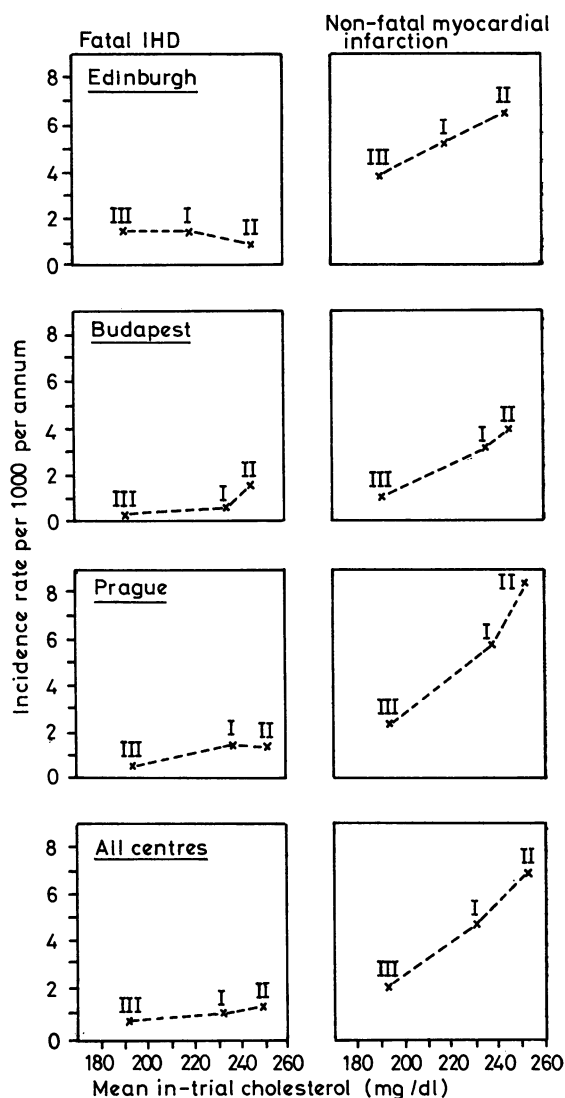 Fatal IHD
Non-fatal myocardial
infarction
Edinburgh
8
6
4
2
0
III I II
III I II
Budapest
8
6
4
2
0
III I II
III I II
Prague
8
6
4
2
0
III I II
III I II
All centres
8
6
4
2
0
III I II
III I II
180 200 220 240 260
180 200 220 240 260
Incidence rate per 1000 per annum
Mean in-trial cholesterol (mg/dl)